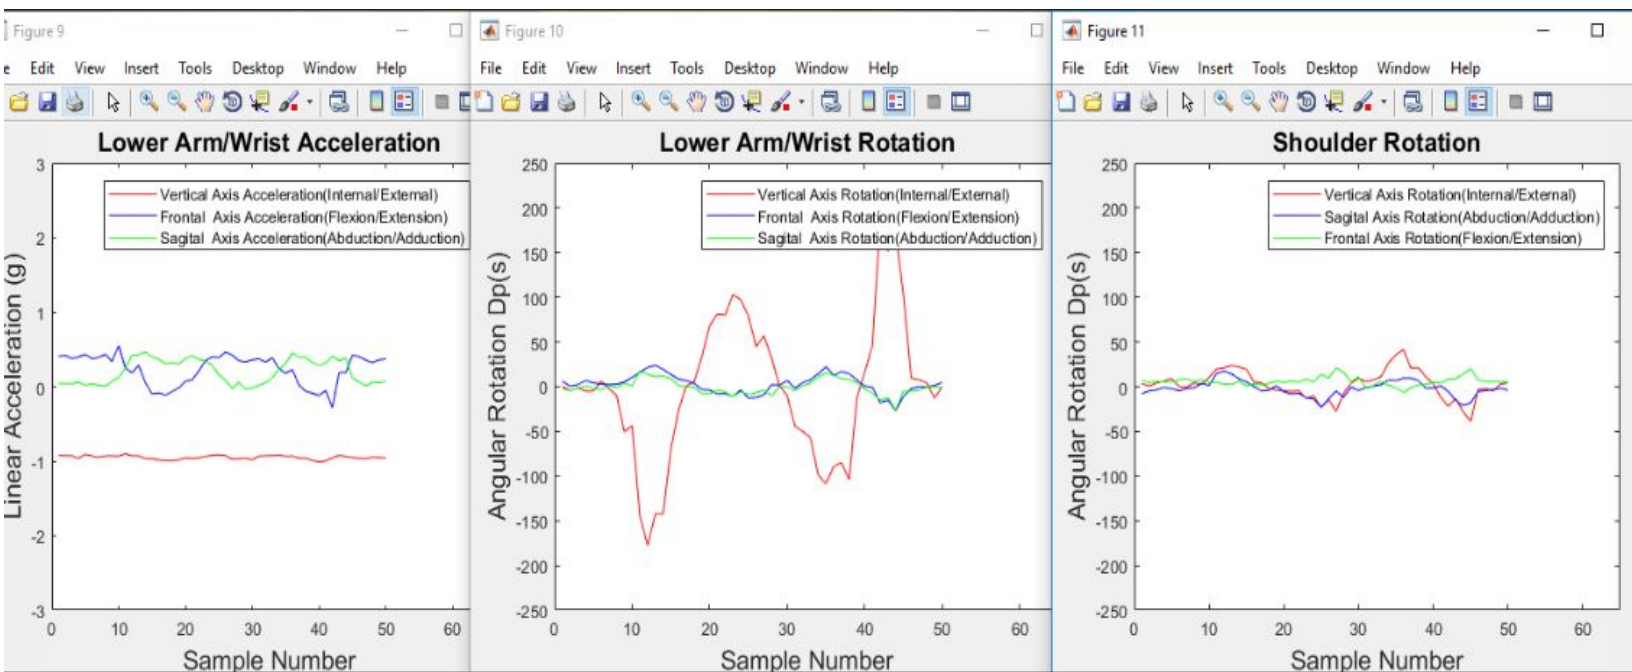 Figure 9
Edit View Insert Tools Desktop Window Help
Lower Arm/Wrist Acceleration
Linear Acceleration (g)
3
2
1
0
-1
-2
-3
Vertical Axis Acceleration(Internal/External)
Frontal Axis Acceleration(Flexion/Extension)
Sagital Axis Acceleration(Abduction/Adduction)
0 10 20 30 40 50 60
Sample Number
Figure 10
File Edit View Insert Tools Desktop Window Help
Lower Arm/Wrist Rotation
Angular Rotation Dp(s)
250
200
150
100
50
0
-50
-100
-150
-200
-250
Vertical Axis Rotation(Internal/External)
Frontal Axis Rotation(Flexion/Extension)
Sagital Axis Rotation(Abduction/Adduction)
0 10 20 30 40 50 60
Sample Number
Figure 11
File Edit View Insert Tools Desktop Window Help
Shoulder Rotation
Angular Rotation Dp(s)
250
200
150
100
50
0
-50
-100
-150
-200
-250
Vertical Axis Rotation(Internal/External)
Sagital Axis Rotation(Abduction/Adduction)
Frontal Axis Rotation(Flexion/Extension)
0 10 20 30 40 50 60
Sample Number